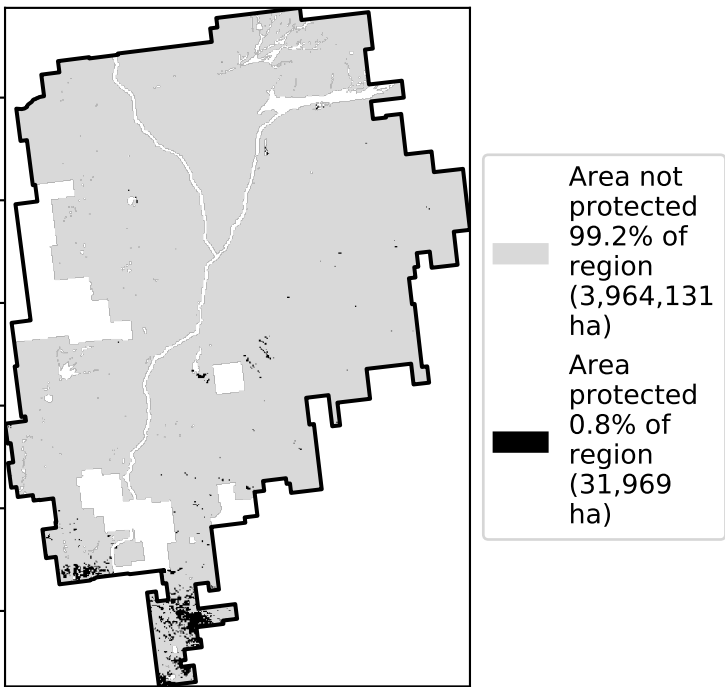 Area not
protected
99.2% of
region
(3,964,131
ha)
Area
protected
0.8% of
region
(31,969
ha)